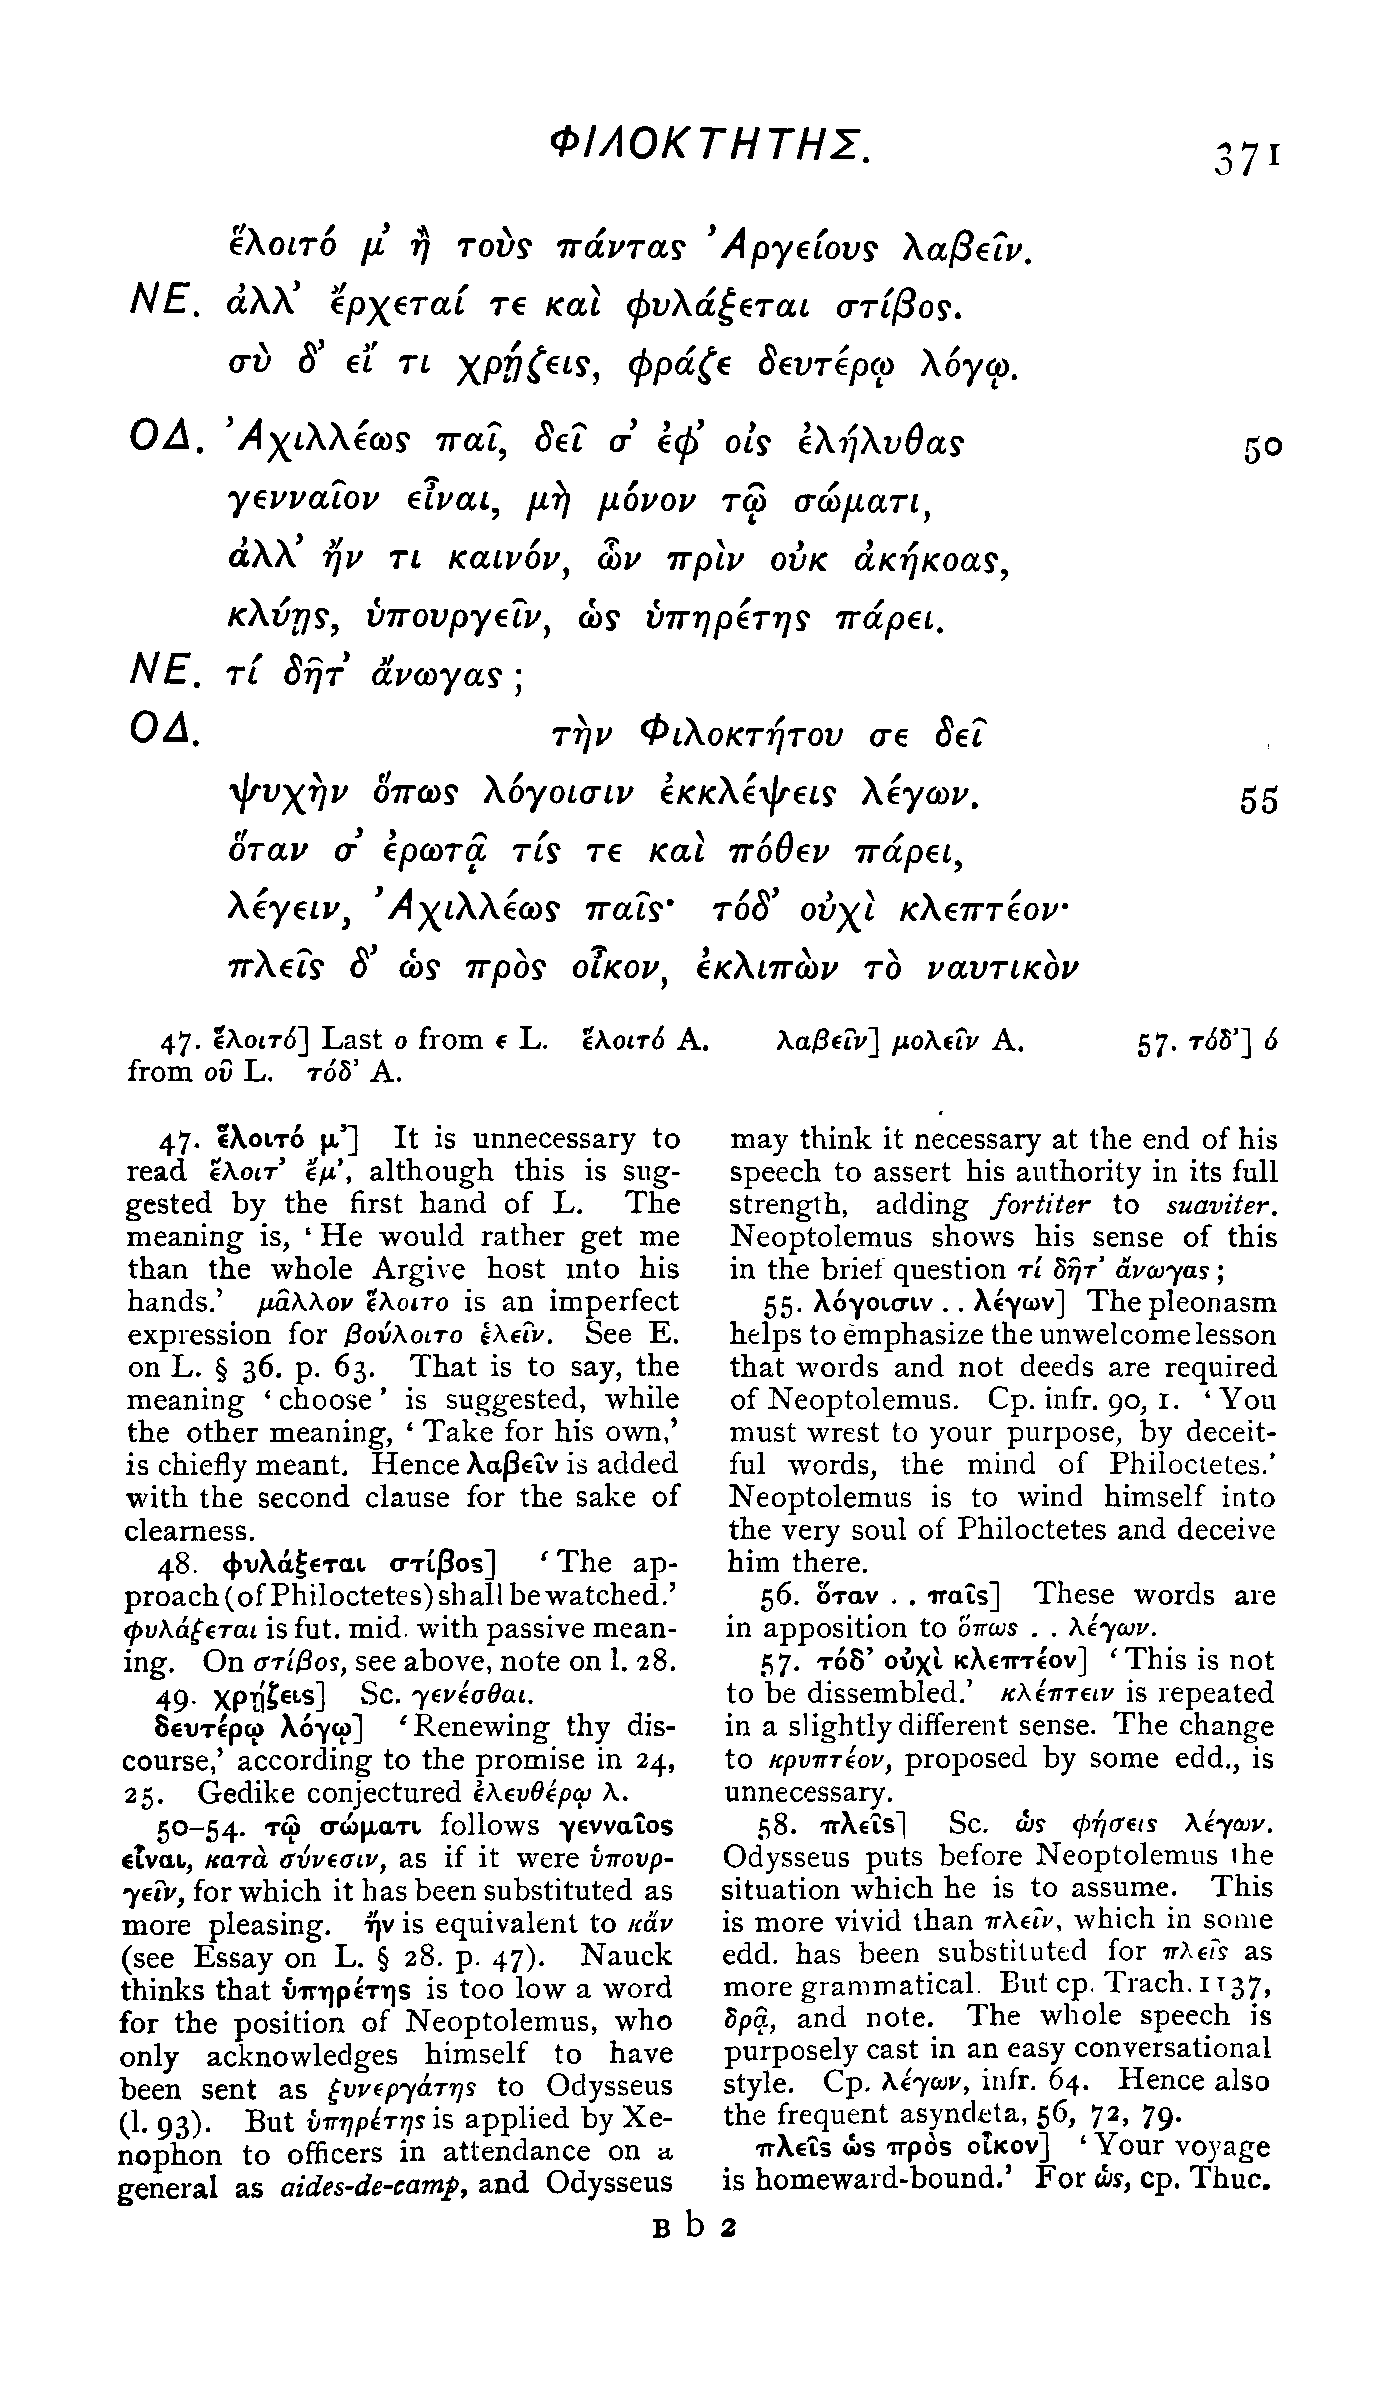 ΦΙΛΟΚΤΗΤΗΣ.
371
ἕλοιτό μ’ ἢ τοὺς πάντας Ἀργείους λαβεῖν.
ΝΕ. ἀλλ’ ἔρχεταί τε καὶ φυλάξεται στίβος.
σὺ δ’ εἴ τι χρῄζεις, φράζε δευτέρῳ λόγῳ.
ΟΔ. Ἀχιλλέως παῖ, δεῖ σ’ ἐφ’ οἷς ἐλήλυθας 50
γενναῖον εἶναι, μὴ μόνον τῷ σώματι,
ἀλλ’ ἤν τι καινόν, ὧν πρὶν οὐκ ἀκήκοας,
κλύῃς, ὑπουργεῖν, ὡς ὑπηρέτης πάρει.
ΝΕ. τί δῆτ’ ἄνωγας ;
ΟΔ. τὴν Φιλοκτήτου σε δεῖ
ψυχὴν ὅπως λόγοισιν ἐκκλέψεις λέγων. 55
ὅταν σ’ ἐρωτᾷ τίς τε καὶ πόθεν πάρει,
λέγειν, Ἀχιλλέως παῖς· τόδ’ οὐχὶ κλεπτέον·
πλεῖς δ’ ὡς πρὸς οἶκον, ἐκλιπὼν τὸ ναυτικὸν
47. ἕλοιτό] Last ο from ε L. ἕλοιτό A. λαβεῖν] μολεῖν A. 57. τόδ’] ό
from οῦ L. τόδ’ A.
47. ἕλοιτό μ’] It is unnecessary to
read ἕλοιτ’ ἔμ’, although this is sug-
gested by the first hand of L. The
meaning is, ‘ He would rather get me
than the whole Argive host into his
hands.’ μᾶλλον ἕλοιτο is an imperfect
expression for βούλοιτο ἑλεῖν. See E.
on L. § 36. p. 63. That is to say, the
meaning ‘ choose ’ is suggested, while
the other meaning, ‘ Take for his own,’
is chiefly meant. Hence λαβεῖν is added
with the second clause for the sake of
clearness.
48. φυλάξεται στίβος] ‘ The ap-
proach (of Philoctetes) shall be watched.’
φυλάξεται is fut. mid. with passive mean-
ing. On στίβος, see above, note on l. 28.
49. χρῄζεις] Sc. γενέσθαι.
δευτέρῳ λόγῳ] ‘ Renewing thy dis-
course,’ according to the promise in 24,
25. Gedike conjectured ἐλευθέρῳ λ.
50–54. τῷ σώματι follows γενναῖος
εἶναι, κατὰ σύνεσιν, as if it were ὑπουρ-
γεῖν, for which it has been substituted as
more pleasing. ἤν is equivalent to κἄν
(see Essay on L. § 28. p. 47). Nauck
thinks that ὑπηρέτης is too low a word
for the position of Neoptolemus, who
only acknowledges himself to have
been sent as ξυνεργάτης to Odysseus
(l. 93). But ὑπηρέτης is applied by Xe-
nophon to officers in attendance on a
general as aides-de-camp, and Odysseus
may think it necessary at the end of his
speech to assert his authority in its full
strength, adding fortiter to suaviter.
Neoptolemus shows his sense of this
in the brief question τί δῆτ’ ἄνωγας ;
55. λόγοισιν . . λέγων] The pleonasm
helps to emphasize the unwelcome lesson
that words and not deeds are required
of Neoptolemus. Cp. infr. 90, 1. ‘ You
must wrest to your purpose, by deceit-
ful words, the mind of Philoctetes.’
Neoptolemus is to wind himself into
the very soul of Philoctetes and deceive
him there.
56. ὅταν . . παῖς] These words are
in apposition to ὅπως . . λέγων.
57. τόδ’ οὐχὶ κλεπτέον] ‘ This is not
to be dissembled.’ κλέπτειν is repeated
in a slightly different sense. The change
to κρυπτέον, proposed by some edd., is
unnecessary.
58. πλεῖς] Sc. ὡς φήσεις λέγων.
Odysseus puts before Neoptolemus the
situation which he is to assume. This
is more vivid than πλεῖν, which in some
edd. has been substituted for πλεῖς as
more grammatical. But cp. Trach. 1137,
δρᾷ, and note. The whole speech is
purposely cast in an easy conversational
style. Cp. λέγων, infr. 64. Hence also
the frequent asyndeta, 56, 72, 79.
πλεῖς ὡς πρὸς οἶκον] ‘ Your voyage
is homeward-bound.’ For ὡς, cp. Thuc.
B b 2